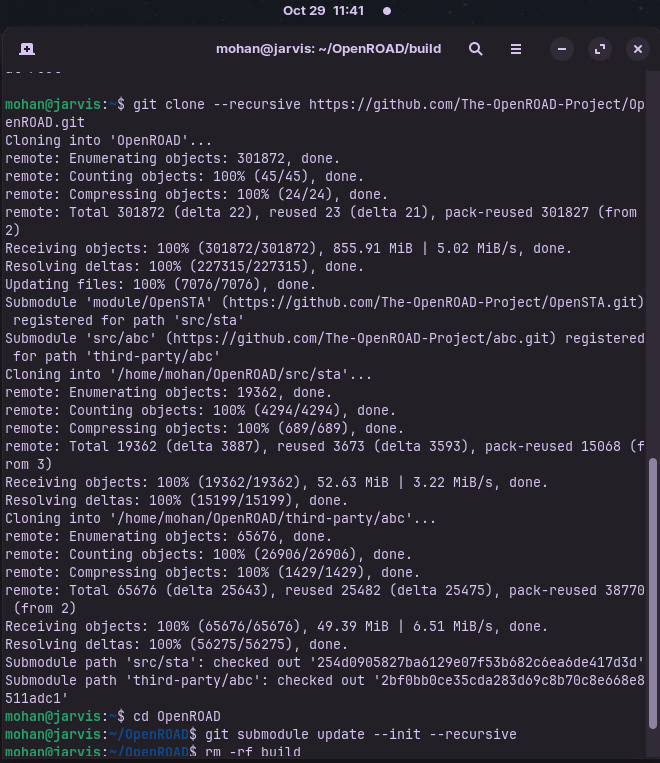 Oct 29 11:41
mohan@jarvis: ~/OpenROAD/build
mohan@jarvis:~$ git clone --recursive https://github.com/The-OpenROAD-Project/Op
enROAD.git
Cloning into 'OpenROAD'...
remote: Enumerating objects: 301872, done.
remote: Counting objects: 100% (45/45), done.
remote: Compressing objects: 100% (24/24), done.
remote: Total 301872 (delta 22), reused 23 (delta 21), pack-reused 301827 (from
2)
Receiving objects: 100% (301872/301872), 855.91 MiB | 5.02 MiB/s, done.
Resolving deltas: 100% (227315/227315), done.
Updating files: 100% (7076/7076), done.
Submodule 'module/OpenSTA' (https://github.com/The-OpenROAD-Project/OpenSTA.git)
registered for path 'src/sta'
Submodule 'src/abc' (https://github.com/The-OpenROAD-Project/abc.git) registered
for path 'third-party/abc'
Cloning into '/home/mohan/OpenROAD/src/sta'...
remote: Enumerating objects: 19362, done.
remote: Counting objects: 100% (4294/4294), done.
remote: Compressing objects: 100% (689/689), done.
remote: Total 19362 (delta 3887), reused 3673 (delta 3593), pack-reused 15068 (f
rom 3)
Receiving objects: 100% (19362/19362), 52.63 MiB | 3.22 MiB/s, done.
Resolving deltas: 100% (15199/15199), done.
Cloning into '/home/mohan/OpenROAD/third-party/abc'...
remote: Enumerating objects: 65676, done.
remote: Counting objects: 100% (26906/26906), done.
remote: Compressing objects: 100% (1429/1429), done.
remote: Total 65676 (delta 25643), reused 25482 (delta 25475), pack-reused 38770
(from 2)
Receiving objects: 100% (65676/65676), 49.39 MiB | 6.51 MiB/s, done.
Resolving deltas: 100% (56275/56275), done.
Submodule path 'src/sta': checked out '254d0905827ba6129e07f53b682c6ea6de417d3d'
Submodule path 'third-party/abc': checked out '2bf0bb0ce35cda283d69c8b70c8e668e8
511adc1'
mohan@jarvis:~$ cd OpenROAD
mohan@jarvis:~/OpenROAD$ git submodule update --init --recursive
mohan@jarvis:~/OpenROAD$ rm -rf build